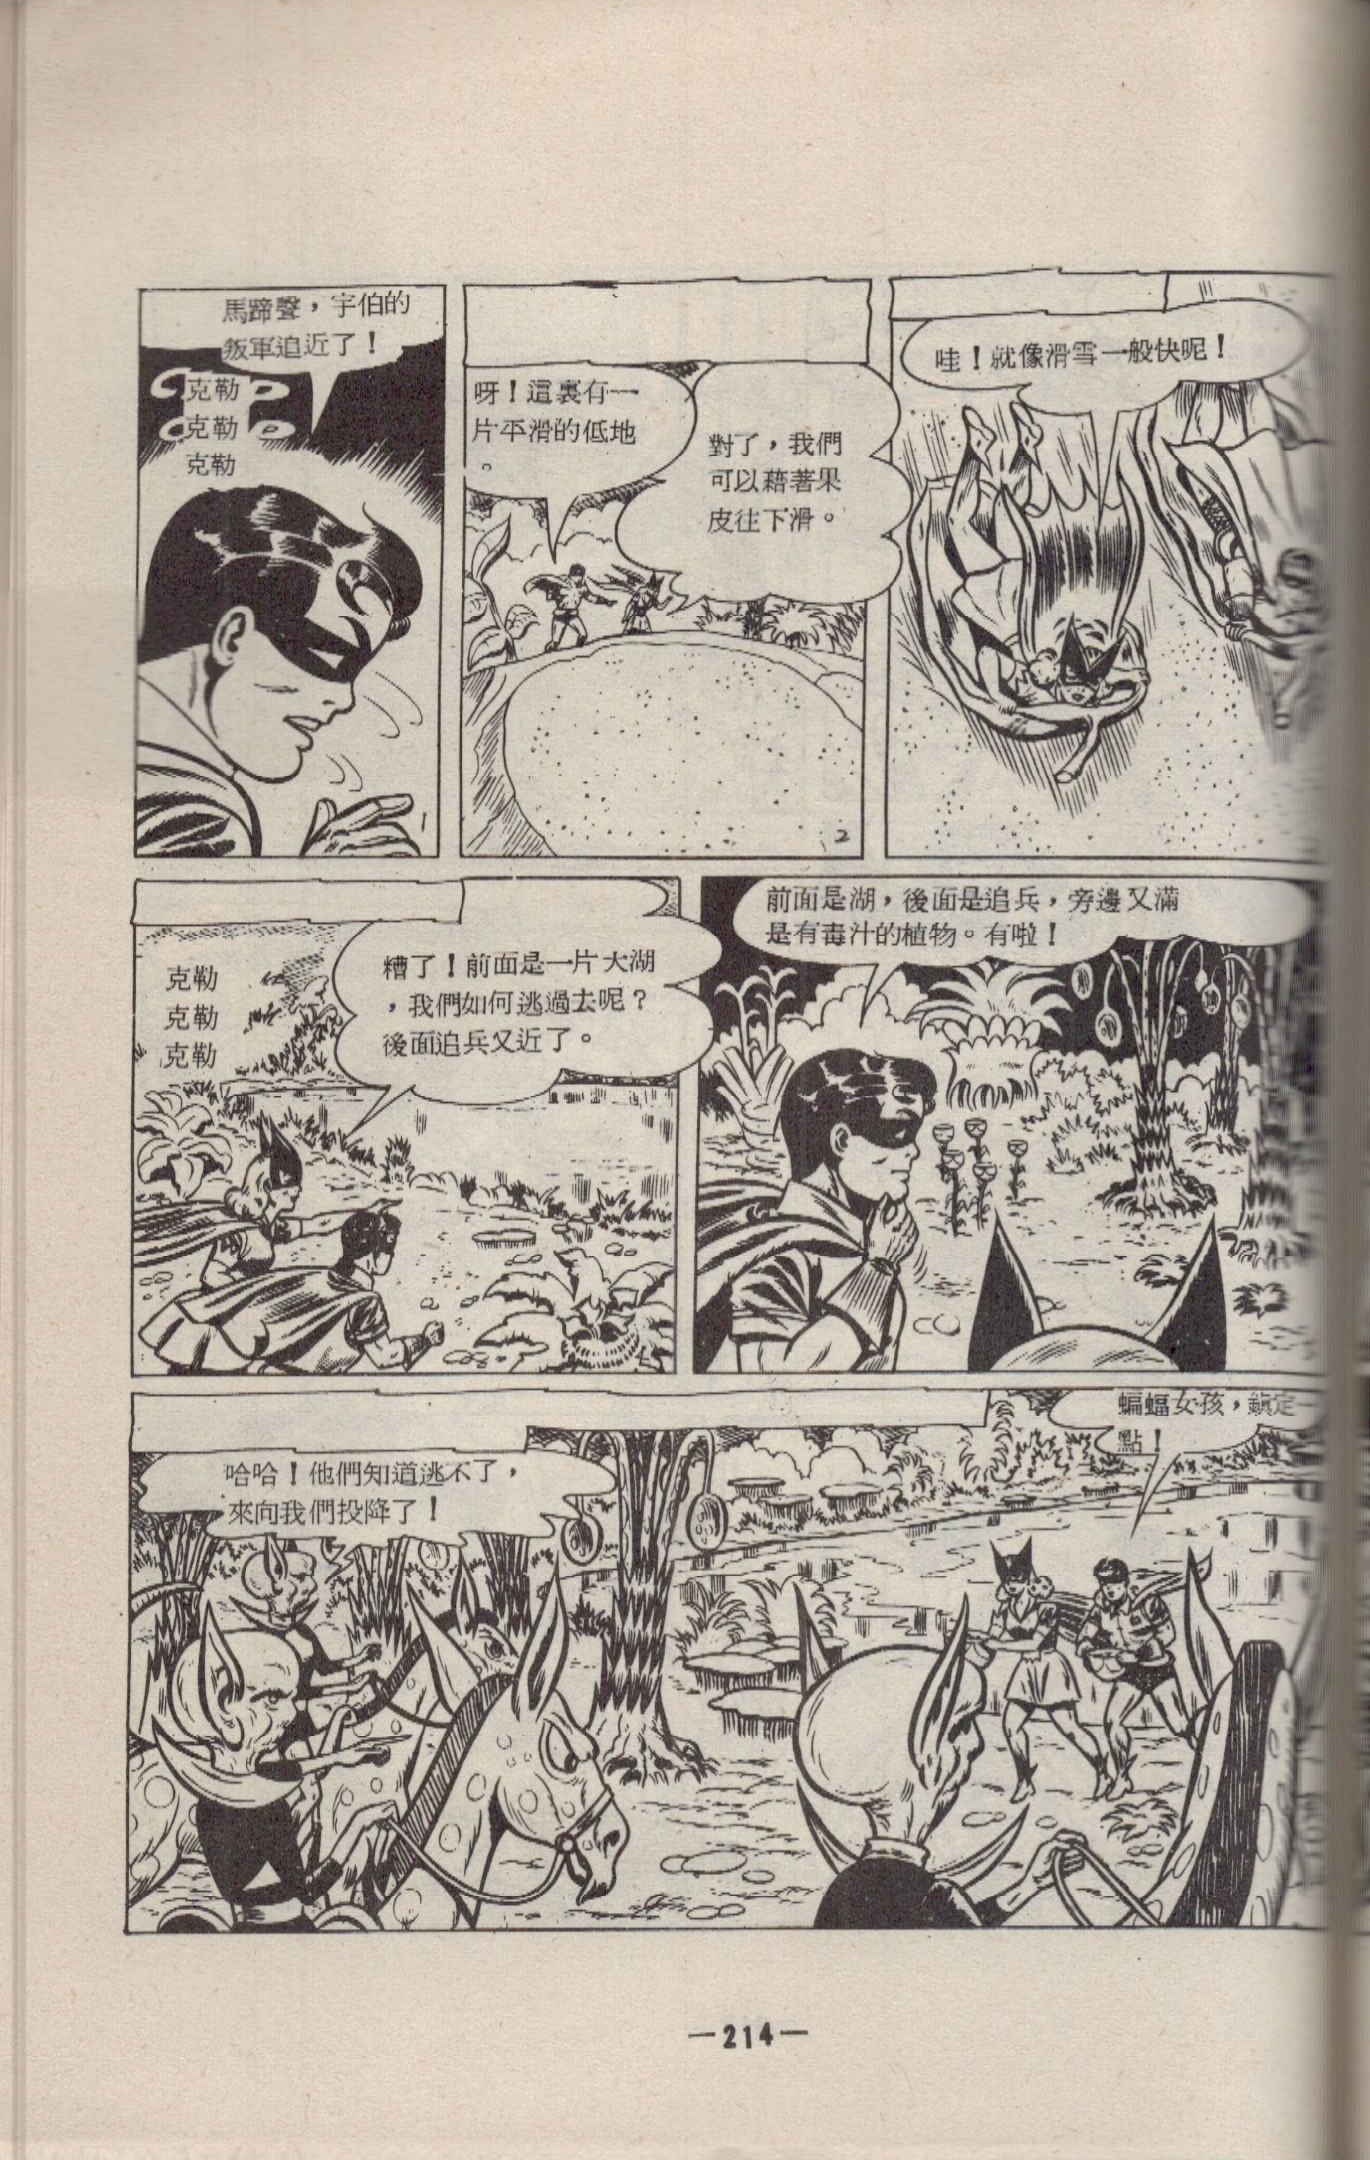 馬蹄聲，宇伯的
叛軍追近了！
克勒
克勒
克勒
呀！這裏有一
片平滑的低地
。
對了，我們
可以藉著果
皮往下滑。
2
哇！就像滑雪一般快呢！
克勒
克勒
克勒
糟了！前面是一片大湖
，我們如何逃過去呢？
後面追兵又近了。
前面是湖，後面是追兵，旁邊又滿
是有毒汁的植物。有啦！
哈哈！他們知道逃不了，
來向我們投降了！
蝙蝠女孩，鎮定一
點！
—214—